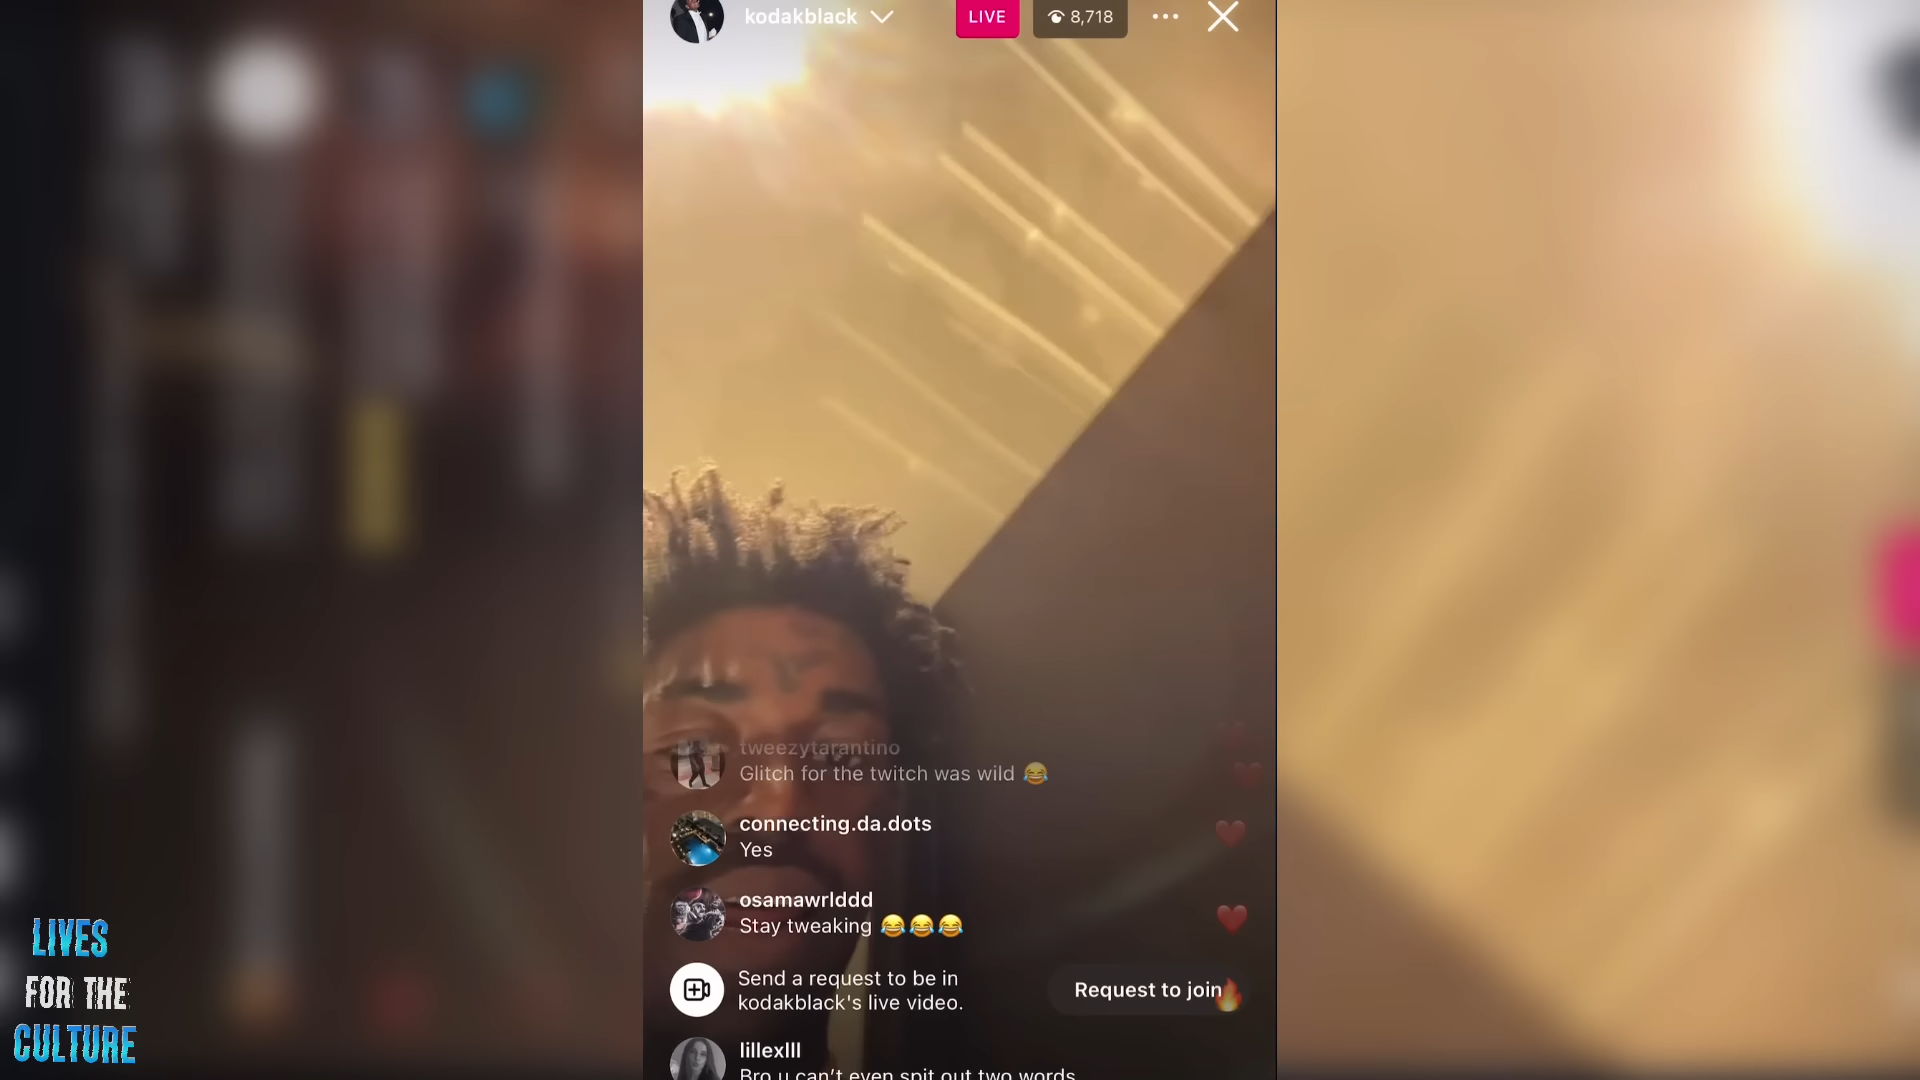 kodakblack
LIVE
8,718
tweezytarantino
Glitch for the twitch was wild 😂
connecting.da.dots
Yes
osamawrlddd
Stay tweaking 😂😂😂
Send a request to be in
kodakblack's live video.
Request to join
lillexlll
Bro u can't even spit out two words
LIVES
FOR THE
CULTURE